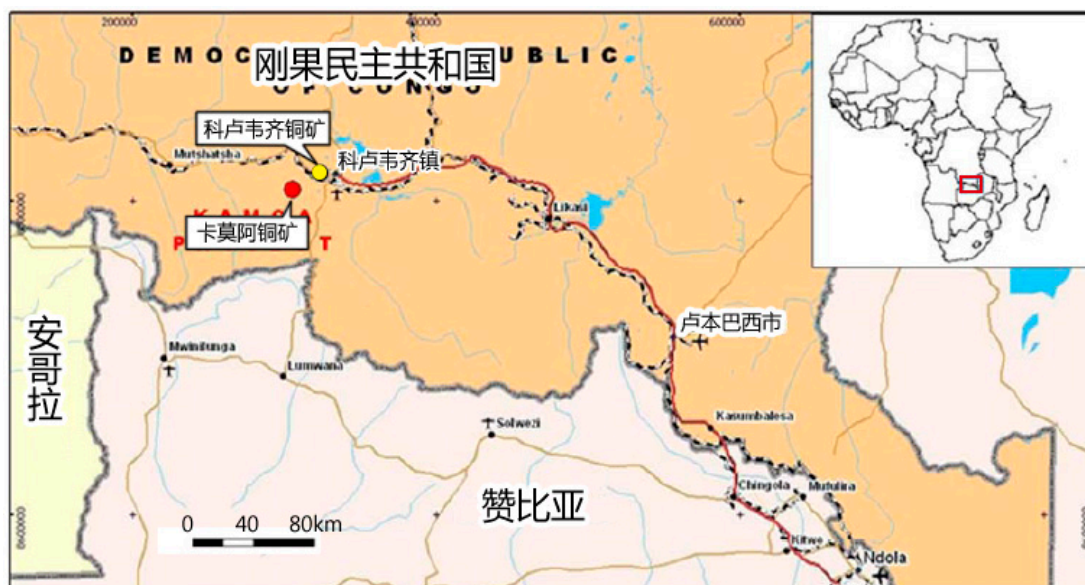 200000
400000
600000
DEMOC
UBLIC
刚果民主共和国
OF CONGO
科卢韦齐铜矿
Mutshatsha
科卢韦齐镇
卡莫阿铜矿
Likasi
卢本巴西市
安哥拉
Mwinilunga
Lumwana
Solwezi
Kasumbalesa
赞比亚
Chingola
Mufulira
0 40 80km
Kitwe
Ndola